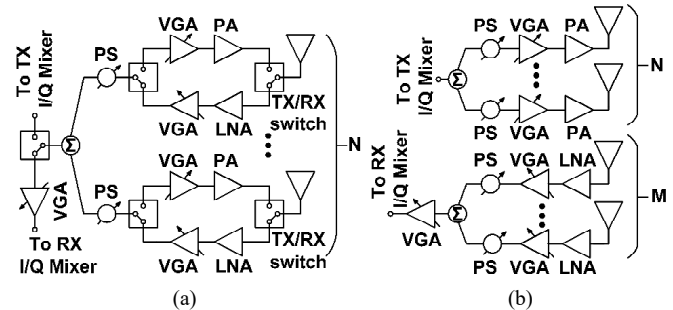 (a)
To TX
I/Q Mixer
PS
VGA PA
VGA LNA
TX/RX
switch
N
Σ
VGA
To RX
I/Q Mixer
PS
VGA PA
VGA LNA
TX/RX
switch
(b)
To TX
I/Q Mixer
PS VGA PA
Σ
N
PS VGA PA
To RX
I/Q Mixer
PS VGA LNA
VGA
Σ
M
PS VGA LNA